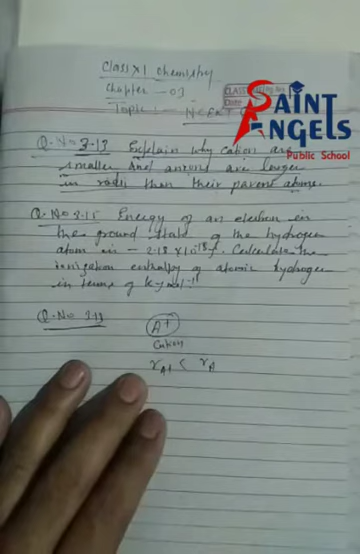 Class XI Chemistry
Chapter - 03
Topic : NCERT
SAINT ANGELS
Public School
Q.No= 3.13 Explain why cation are
smaller and anions are larger
in radii than their parent atoms.
Q.No= 3.15 Energy of an electron in
the ground state of the hydrogen
atom is - 2.18 × 10⁻¹⁸J. Calculate the
ionization enthalpy of atomic hydrogen
in terms of kJ mol⁻¹
Q.No= 3.13
A⁺
Cation
r A+ < r A